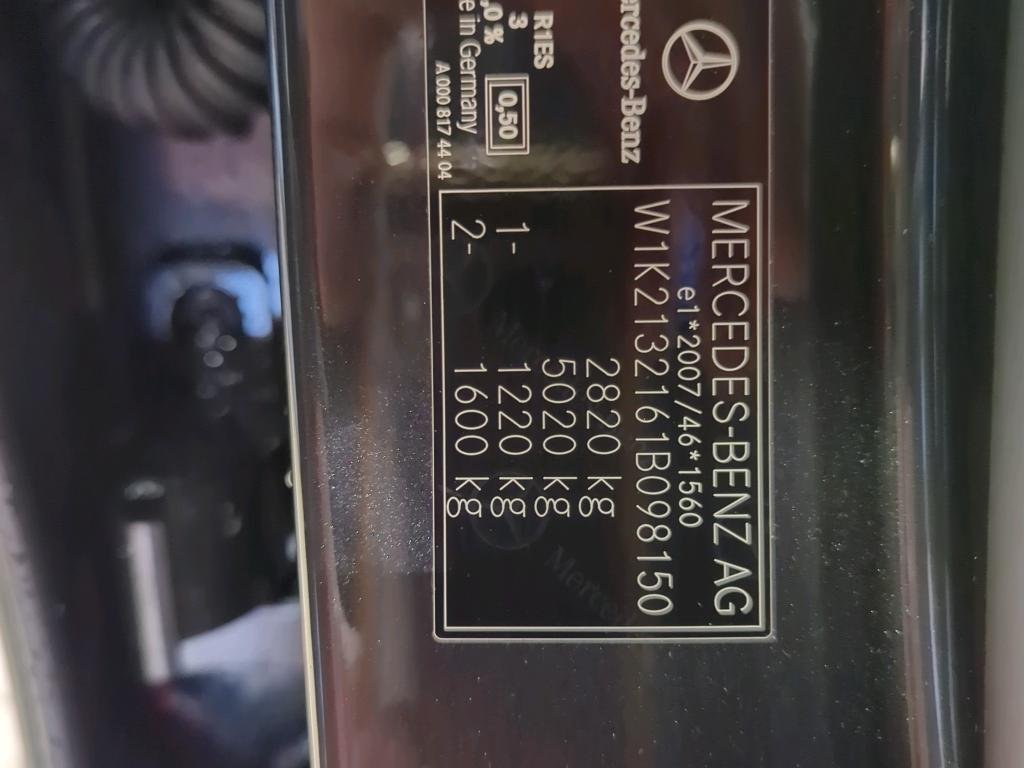 Mercedes-Benz
R1ES
3
0,50
,0 %
e in Germany
A 000 817 44 04
MERCEDES-BENZ AG
e1*2007/46*1560
W1K2132161B098150
2820 kg
5020 kg
1- 1220 kg
2- 1600 kg